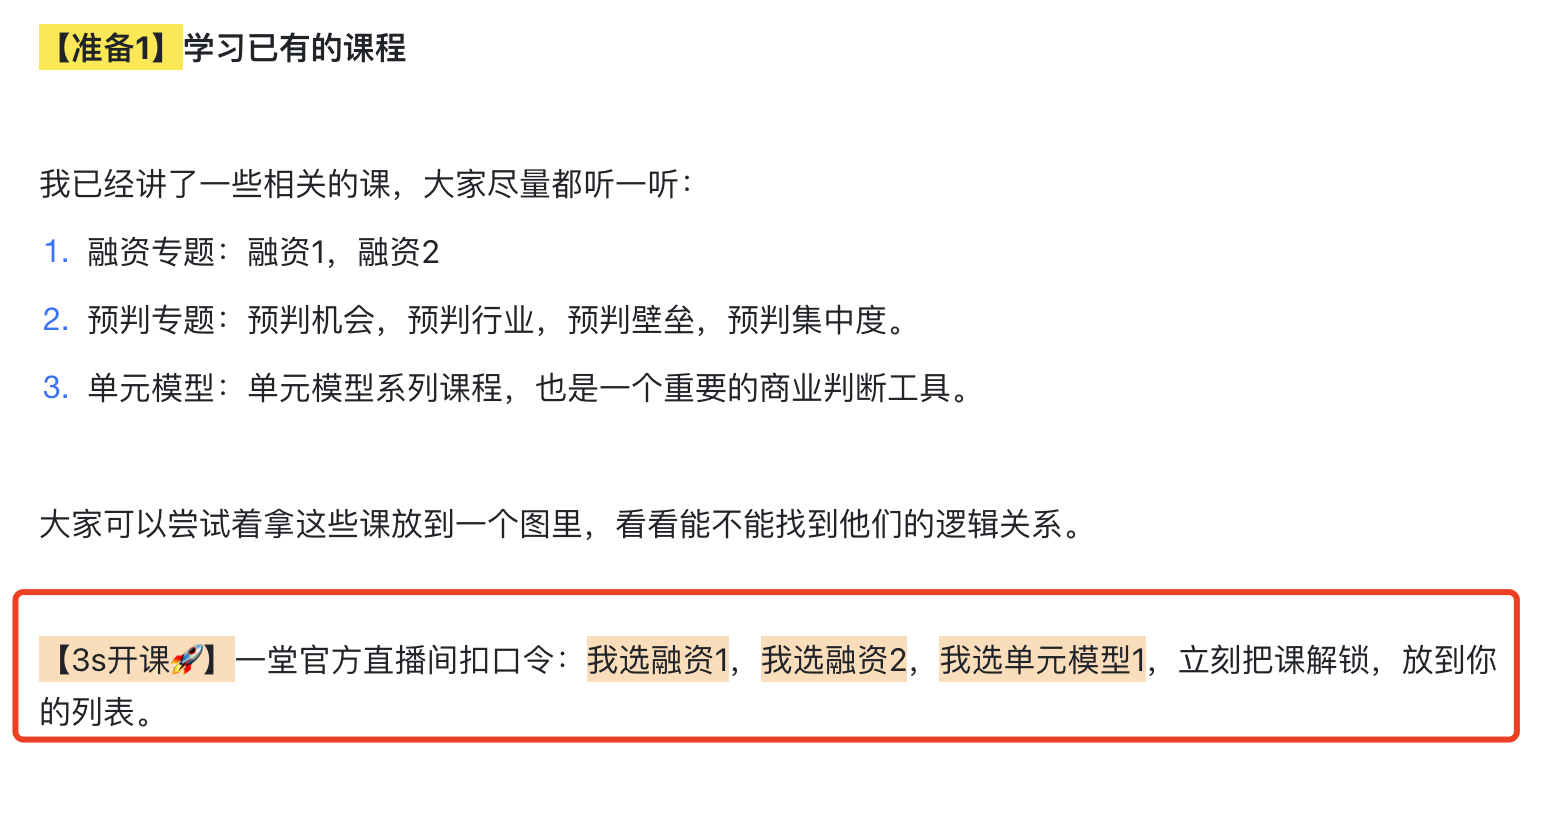 【准备1】学习已有的课程
我已经讲了一些相关的课，大家尽量都听一听：
1. 融资专题：融资1，融资2
2. 预判专题：预判机会，预判行业，预判壁垒，预判集中度。
3. 单元模型：单元模型系列课程，也是一个重要的商业判断工具。
大家可以尝试着拿这些课放到一个图里，看看能不能找到他们的逻辑关系。
【3s开课🚀】一堂官方直播间扣口令：我选融资1，我选融资2，我选单元模型1，立刻把课解锁，放到你
的列表。